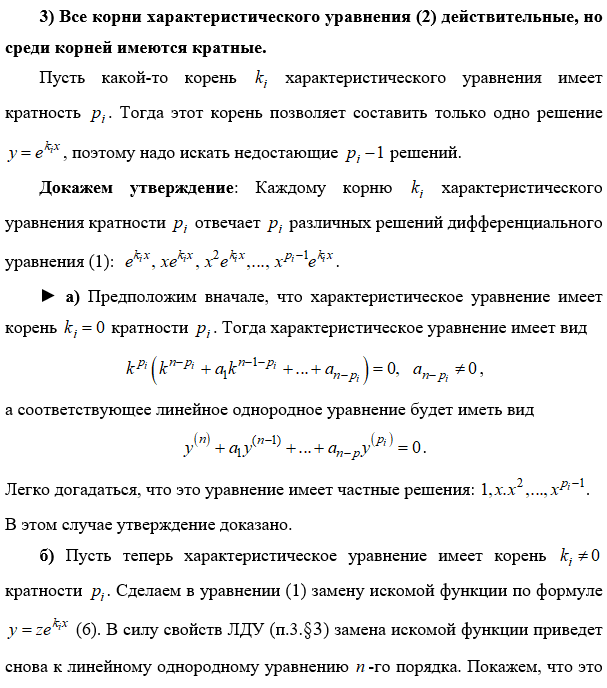 3) Все корни характеристического уравнения (2) действительные, но
среди корней имеются кратные.
Пусть какой-то корень k_i характеристического уравнения имеет
кратность p_i. Тогда этот корень позволяет составить только одно решение
y = e^{k_i x}, поэтому надо искать недостающие p_i − 1 решений.
Докажем утверждение: Каждому корню k_i характеристического
уравнения кратности p_i отвечает p_i различных решений дифференциального
уравнения (1): e^{k_i x}, xe^{k_i x}, x^2 e^{k_i x},..., x^{p_i−1} e^{k_i x}.
► а) Предположим вначале, что характеристическое уравнение имеет
корень k_i = 0 кратности p_i. Тогда характеристическое уравнение имеет вид
k^{p_i}(k^{n−p_i} + a_1 k^{n−1−p_i} + ... + a_{n−p_i}) = 0, a_{n−p_i} ≠ 0,
а соответствующее линейное однородное уравнение будет иметь вид
y^{(n)} + a_1 y^{(n−1)} + ... + a_{n−p} y^{(p_i)} = 0.
Легко догадаться, что это уравнение имеет частные решения: 1, x.x^2,..., x^{p_i−1}.
В этом случае утверждение доказано.
б) Пусть теперь характеристическое уравнение имеет корень k_i ≠ 0
кратности p_i. Сделаем в уравнении (1) замену искомой функции по формуле
y = ze^{k_i x} (6). В силу свойств ЛДУ (п.3.§3) замена искомой функции приведет
снова к линейному однородному уравнению n-го порядка. Покажем, что это